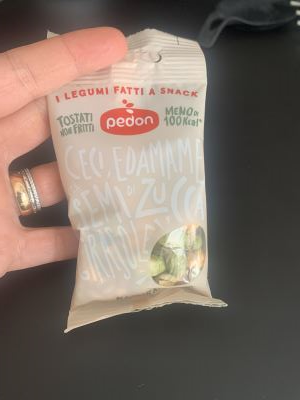 I LEGUMI FATTI A SNACK
TOSTATI
NON FRITTI
pedon
MENO DI
100 Kcal*
CECI, EDAMAME
SEMI DI ZUCCA